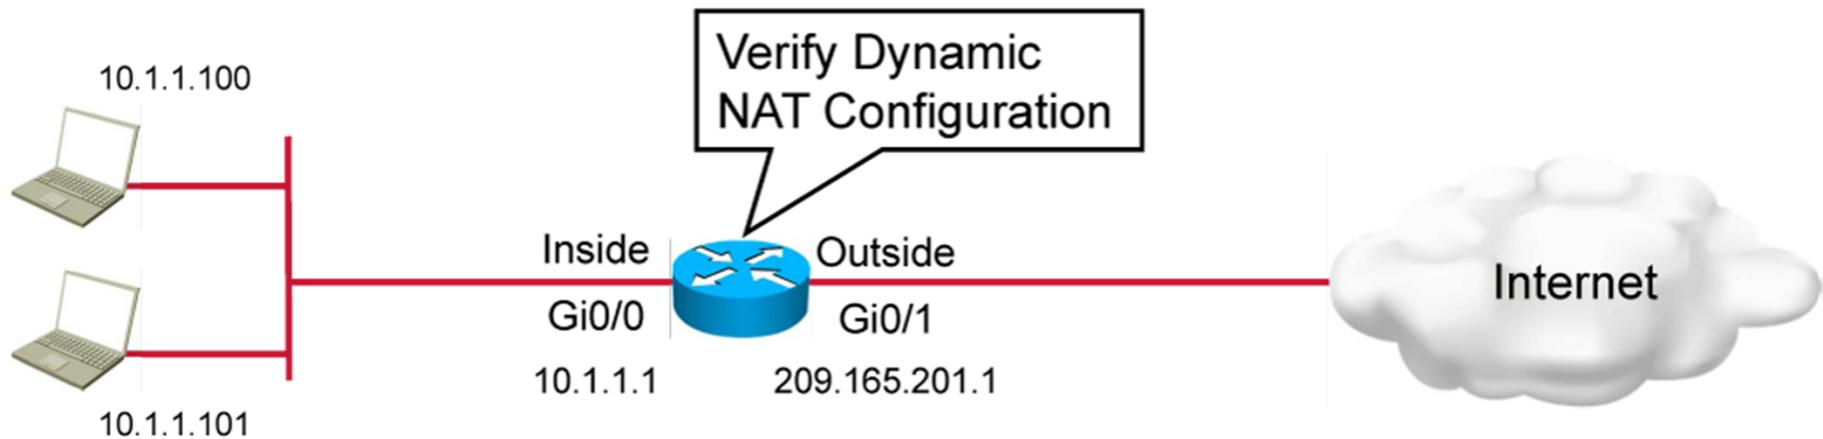 Verify Dynamic
NAT Configuration
10.1.1.100
Inside
Outside
Internet
Gi0/0
Gi0/1
10.1.1.1
209.165.201.1
10.1.1.101